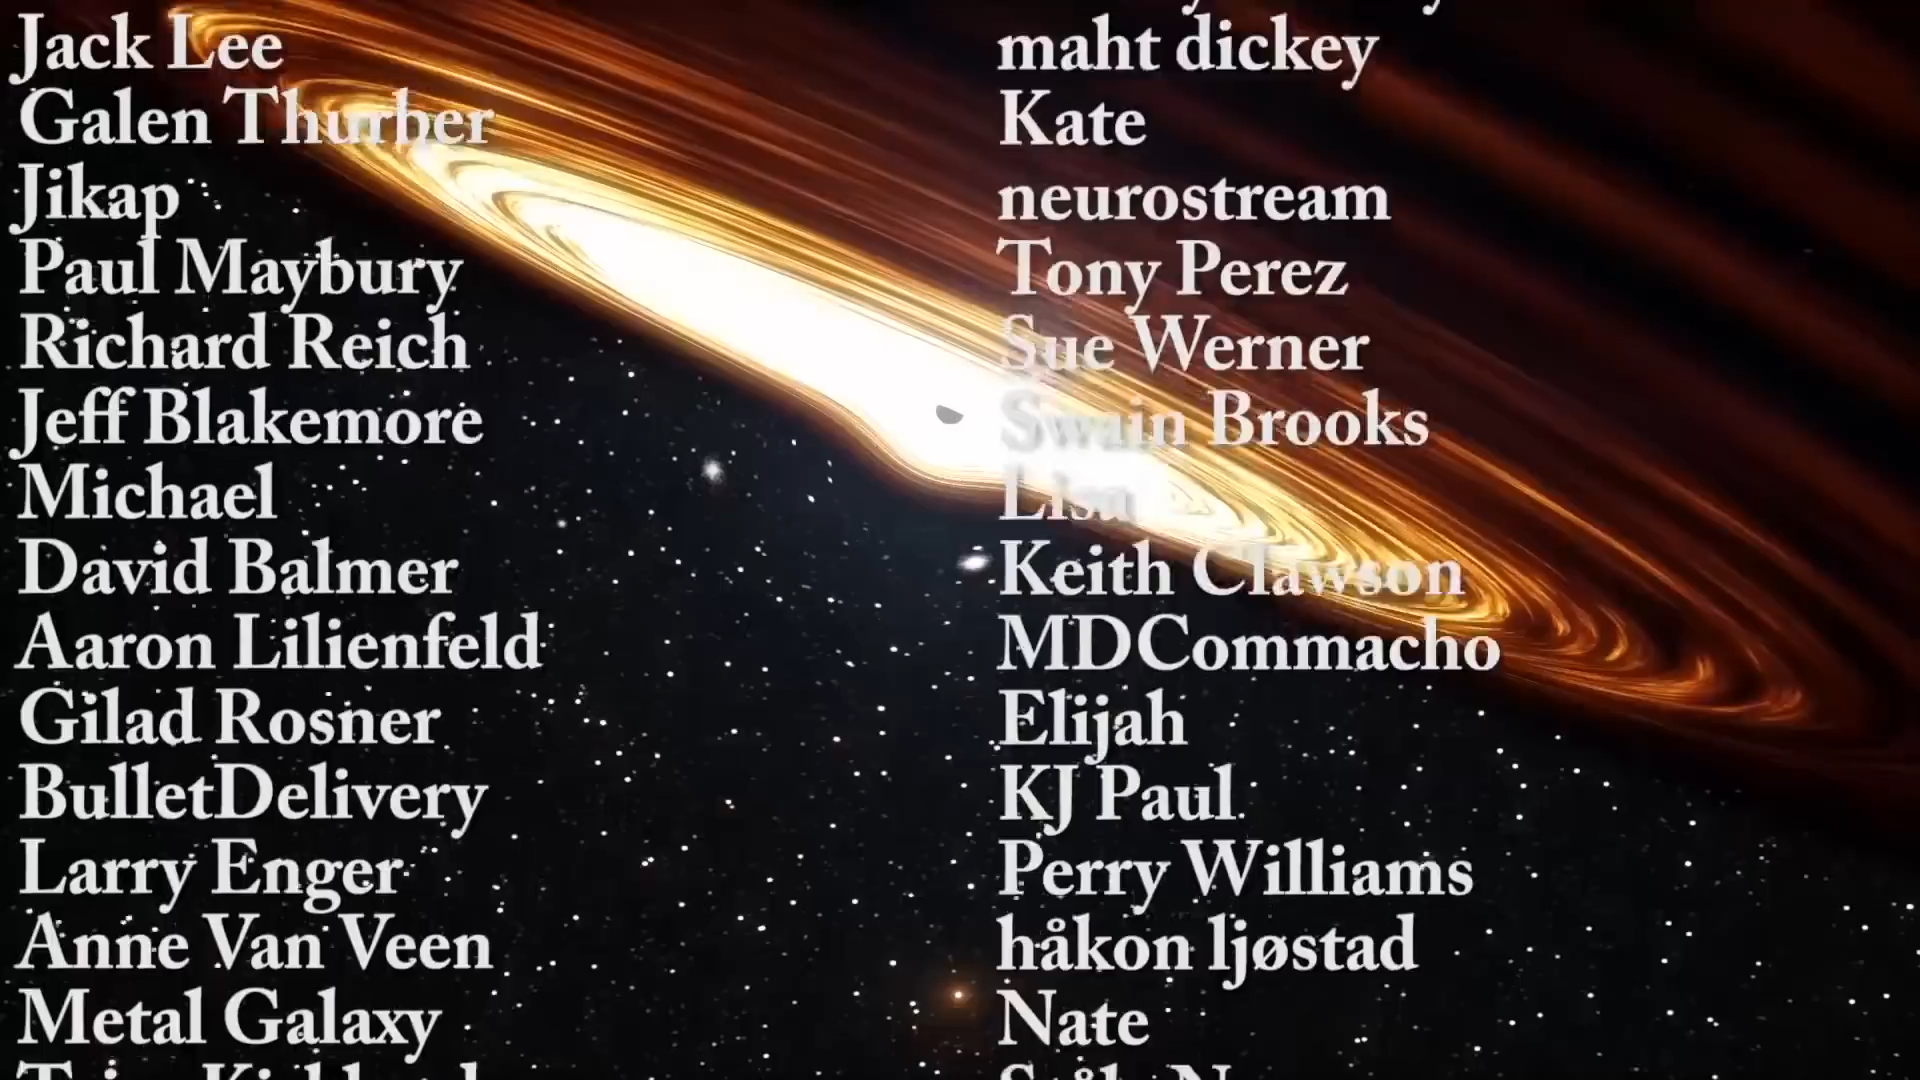 Jack Lee
Galen Thurber
Jikap
Paul Maybury
Richard Reich
Jeff Blakemore
Michael
David Balmer
Aaron Lilienfeld
Gilad Rosner
BulletDelivery
Larry Enger
Anne Van Veen
Metal Galaxy
maht dickey
Kate
neurostream
Tony Perez
Sue Werner
Swain Brooks
Lisa
Keith Clawson
MDCommacho
Elijah
KJ Paul
Perry Williams
håkon ljøstad
Nate